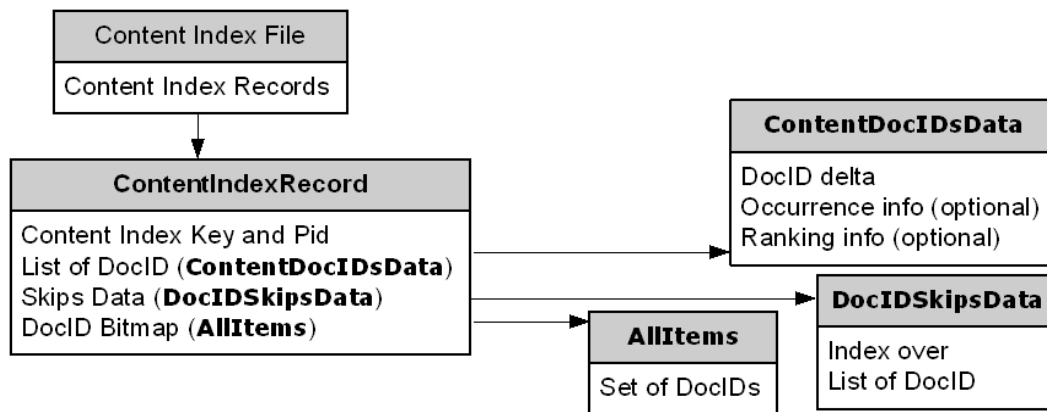 Content Index File
Content Index Records
ContentIndexRecord
Content Index Key and Pid
List of DocID (ContentDocIDsData)
Skips Data (DocIDSkipsData)
DocID Bitmap (AllItems)
ContentDocIDsData
DocID delta
Occurrence info (optional)
Ranking info (optional)
DocIDSkipsData
Index over
List of DocID
AllItems
Set of DocIDs